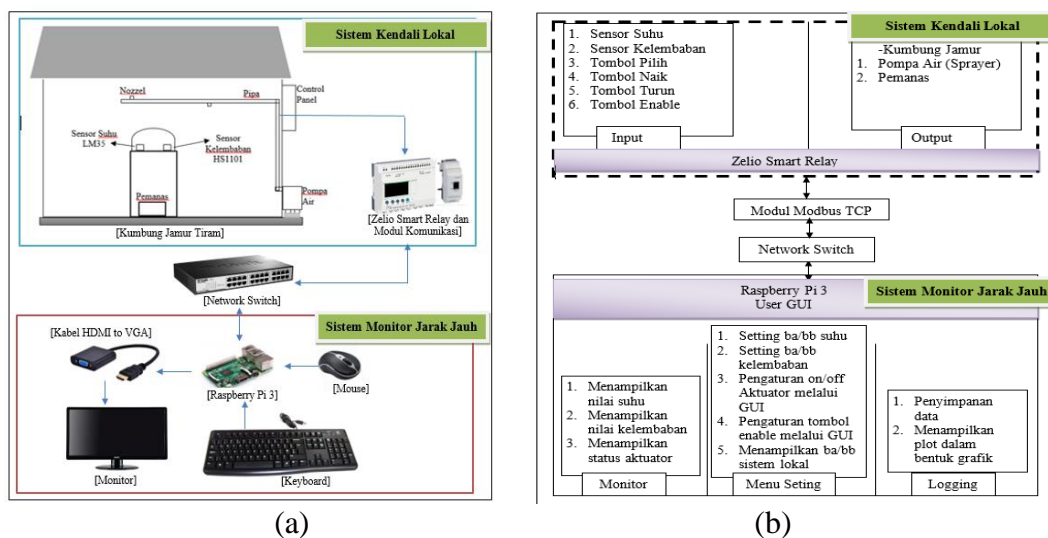 Sistem Kendali Lokal
Nozzel
Pipa
Control
Panel
Sensor Suhu
LM35
Sensor
Kelembaban
HS1101
Pemanas
Pompa
Air
[Kumbung Jamur Tiram]
[Zelio Smart Relay dan
Modul Komunikasi]
[Network Switch]
Sistem Monitor Jarak Jauh
[Kabel HDMI to VGA]
[Raspberry Pi 3]
[Mouse]
[Monitor]
[Keyboard]
(a)
Sistem Kendali Lokal
1. Sensor Suhu
2. Sensor Kelembaban
3. Tombol Pilih
4. Tombol Naik
5. Tombol Turun
6. Tombol Enable
Input
-Kumbung Jamur
1. Pompa Air (Sprayer)
2. Pemanas
Output
Zelio Smart Relay
Modul Modbus TCP
Network Switch
Raspberry Pi 3
User GUI
Sistem Monitor Jarak Jauh
1. Menampilkan
nilai suhu
2. Menampilkan
nilai kelembaban
3. Menampilkan
status aktuator
Monitor
1. Setting ba/bb suhu
2. Setting ba/bb
kelembaban
3. Pengaturan on/off
Aktuator melalui
GUI
4. Pengaturan tombol
enable melalui GUI
5. Menampilkan ba/bb
sistem lokal
Menu Seting
1. Penyimpanan
data
2. Menampilkan
plot dalam
bentuk grafik
Logging
(b)